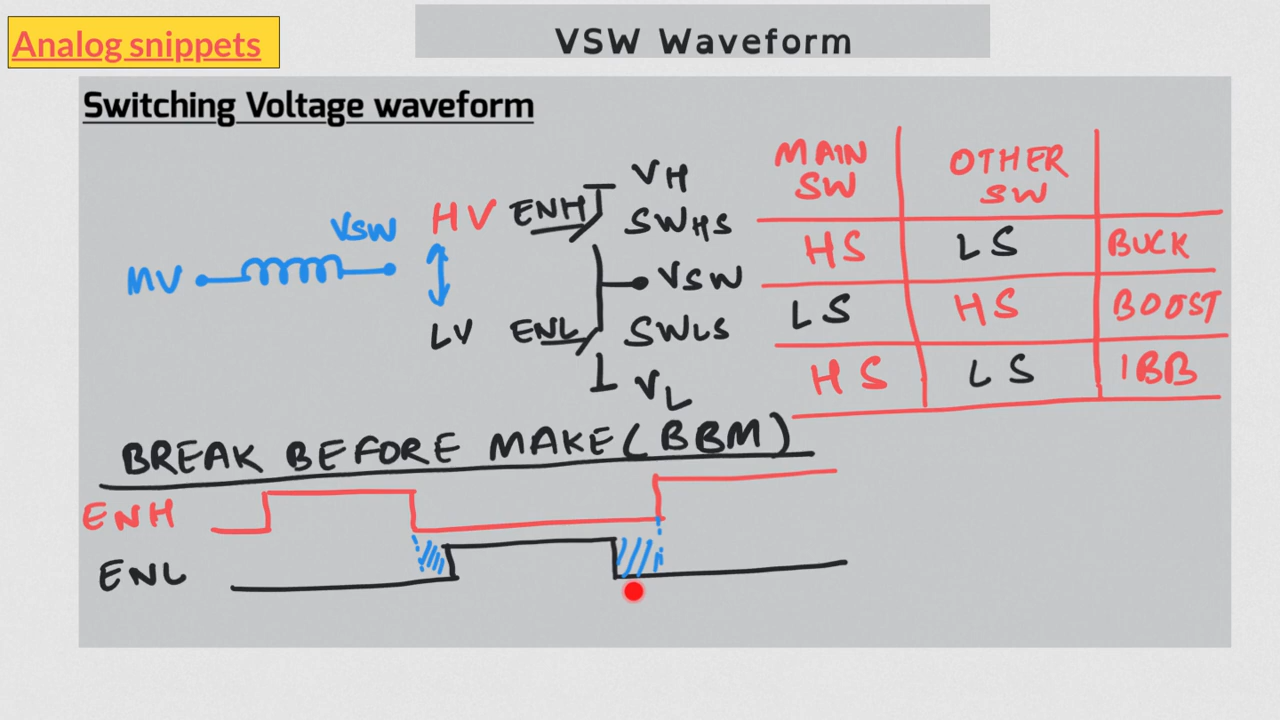 Analog snippets
VSW Waveform
Switching Voltage waveform
MV
VSW
HV
LV
ENH
VH
SWHS
VSW
ENL
SWLS
VL
MAIN SW | OTHER SW
HS | LS | BUCK
LS | HS | BOOST
HS | LS | IBB
BREAK BEFORE MAKE (BBM)
ENH
ENL